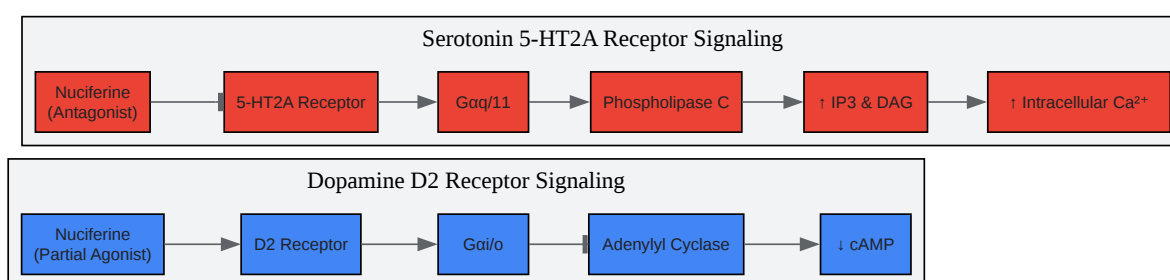 Serotonin 5-HT2A Receptor Signaling
Nuciferine
(Antagonist)
5-HT2A Receptor
Gαq/11
Phospholipase C
↑ IP3 & DAG
↑ Intracellular Ca²⁺
Dopamine D2 Receptor Signaling
Nuciferine
(Partial Agonist)
D2 Receptor
Gαi/o
Adenylyl Cyclase
↓ cAMP